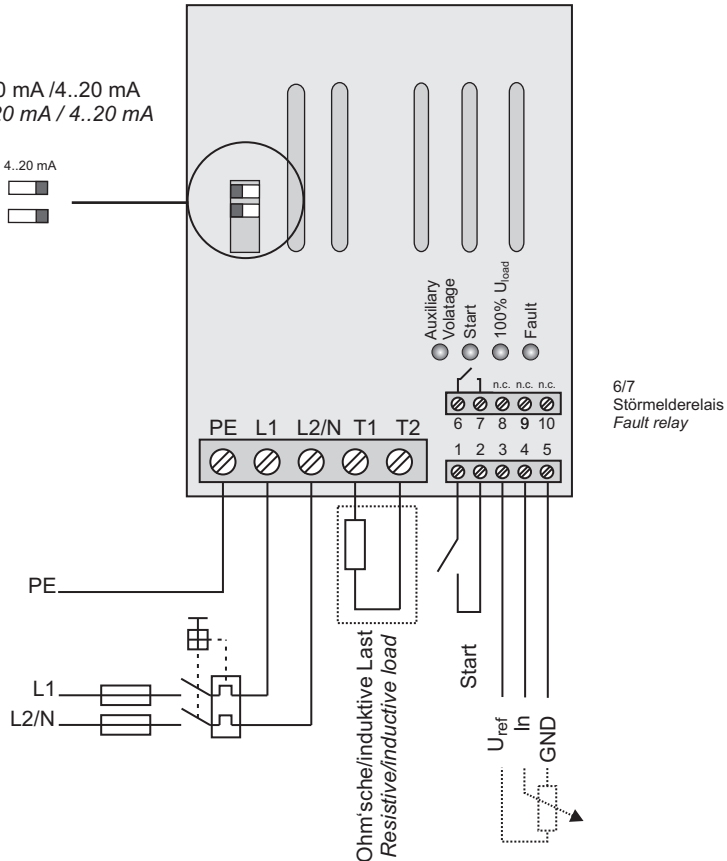 0 mA /4..20 mA
20 mA / 4..20 mA
4..20 mA
Auxiliary
Volatage
Start
100% Uload
Fault
n.c. n.c. n.c.
6 7 8 9 10
1 2 3 4 5
6/7
Störmelderelais
Fault relay
PE L1 L2/N T1 T2
PE
L1
L2/N
Ohm'sche/induktive Last
Resistive/inductive load
Start
Uref
In
GND